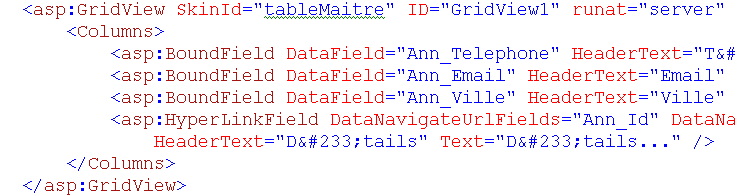 <asp:GridView SkinId="tableMaitre" ID="GridView1" runat="server"
<Columns>
<asp:BoundField DataField="Ann_Telephone" HeaderText="T&#
<asp:BoundField DataField="Ann_Email" HeaderText="Email"
<asp:BoundField DataField="Ann_Ville" HeaderText="Ville"
<asp:HyperLinkField DataNavigateUrlFields="Ann_Id" DataNa
HeaderText="D&#233;tails" Text="D&#233;tails..." />
</Columns>
</asp:GridView>